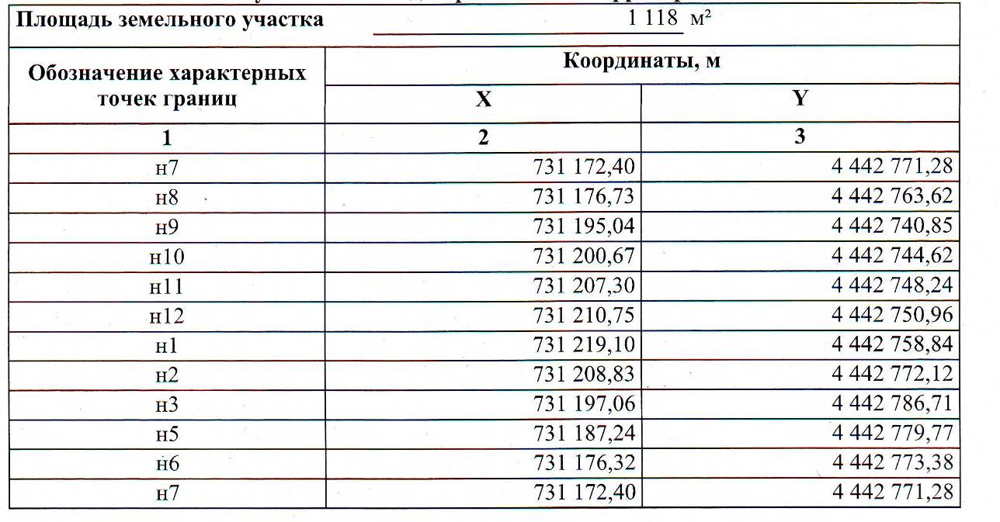 Площадь земельного участка 1 118 м²
Обозначение характерных точек границ Координаты, м
X Y
1 2 3
н7 731 172,40 4 442 771,28
н8 731 176,73 4 442 763,62
н9 731 195,04 4 442 740,85
н10 731 200,67 4 442 744,62
н11 731 207,30 4 442 748,24
н12 731 210,75 4 442 750,96
н1 731 219,10 4 442 758,84
н2 731 208,83 4 442 772,12
н3 731 197,06 4 442 786,71
н5 731 187,24 4 442 779,77
н6 731 176,32 4 442 773,38
н7 731 172,40 4 442 771,28